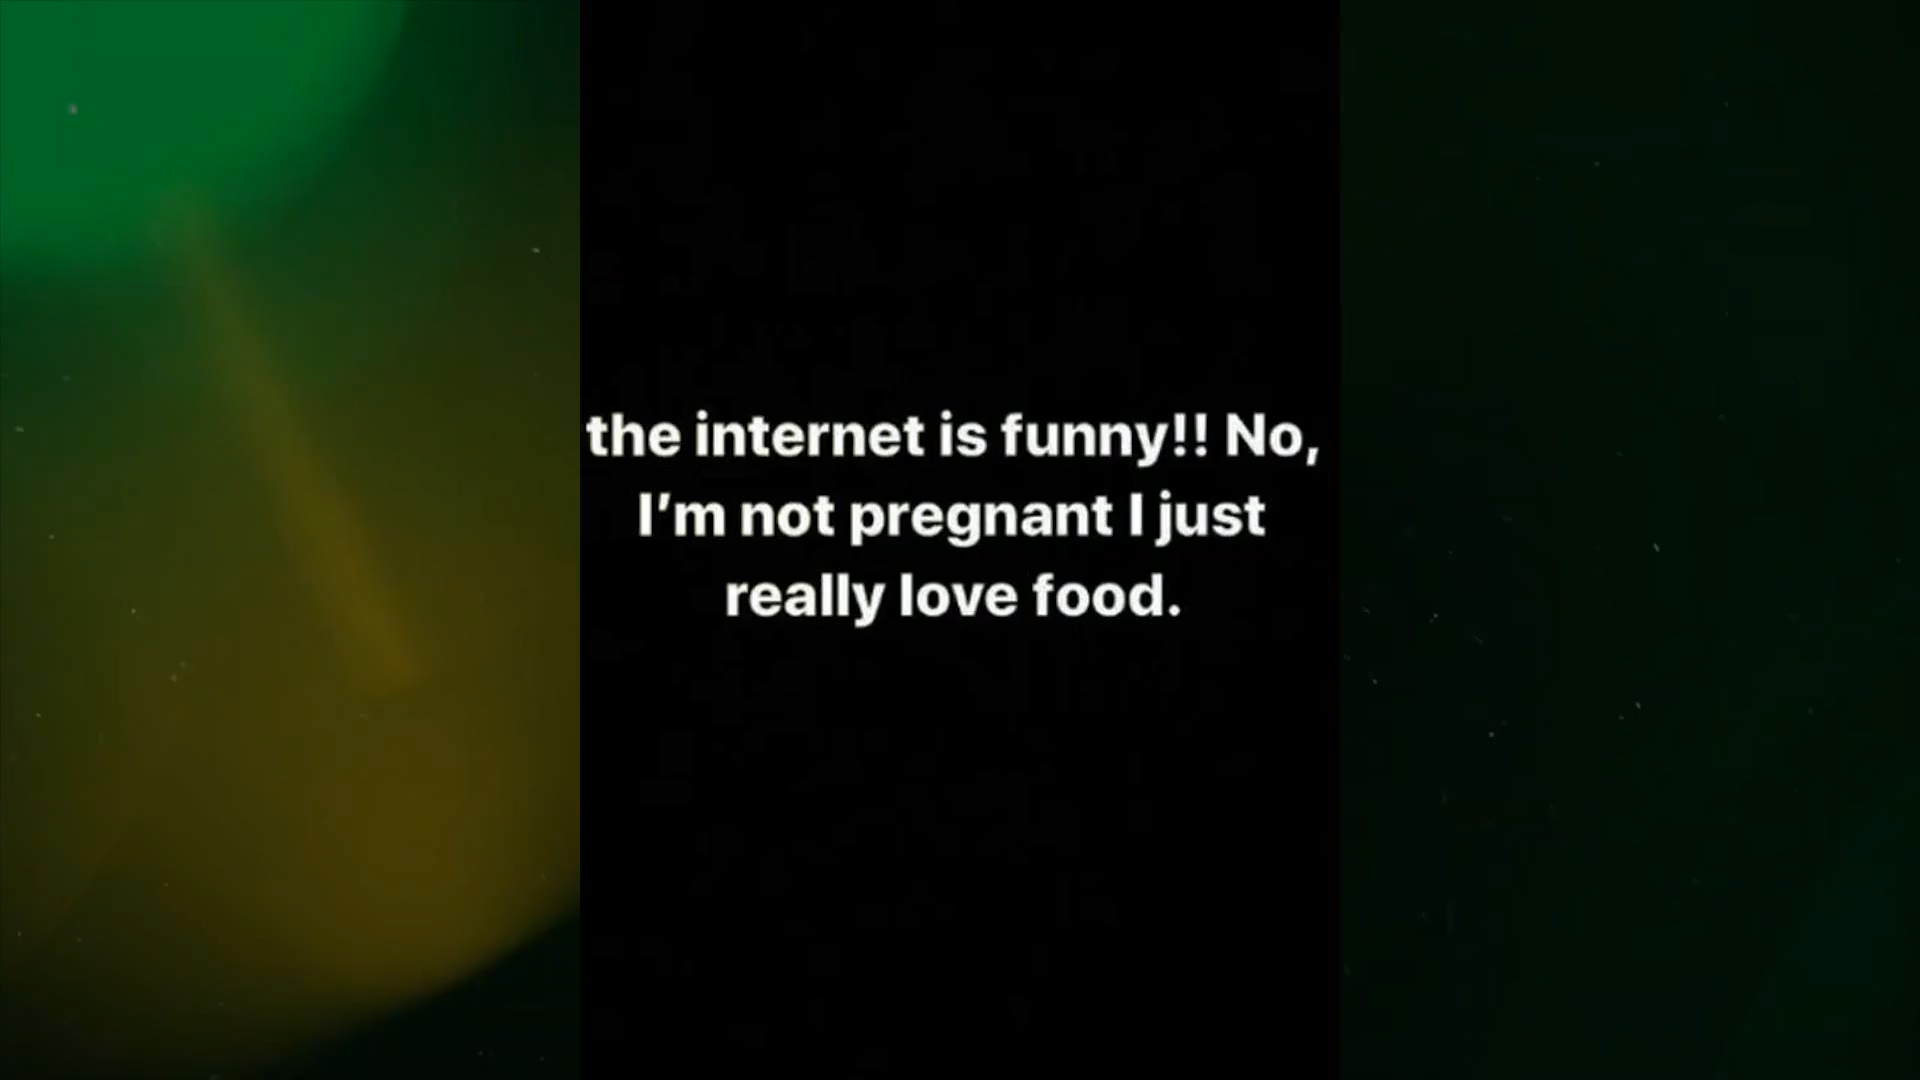 the internet is funny!! No,
I’m not pregnant I just
really love food.